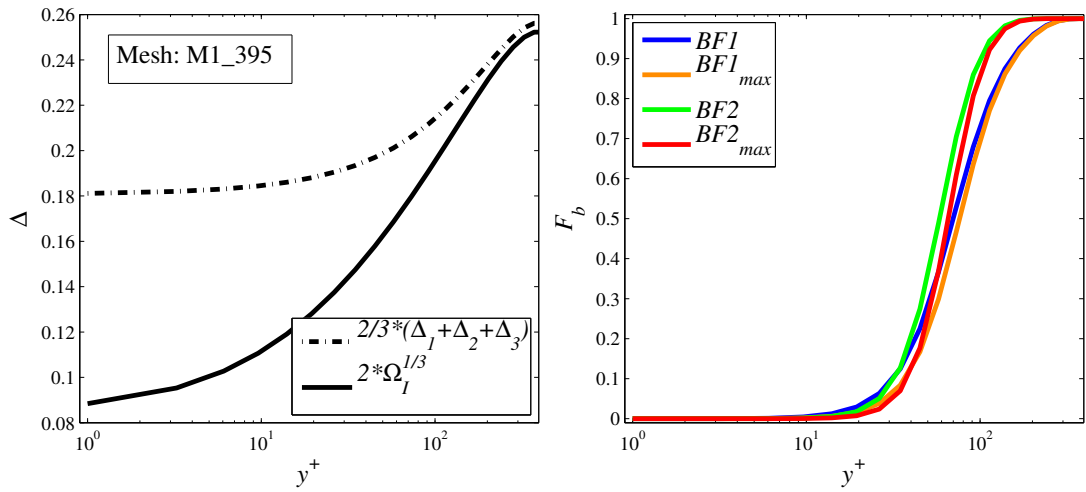 Mesh: M1_395
0.26
0.24
0.22
0.2
0.18
0.16
0.14
0.12
0.1
0.08
Δ
2/3*(Δ1+Δ2+Δ3)
2*Ω_I^{1/3}
10^0
10^1
10^2
y+
BF1
BF1max
BF2
BF2max
1
0.9
0.8
0.7
0.6
0.5
0.4
0.3
0.2
0.1
0
F_b
10^0
10^1
10^2
y+